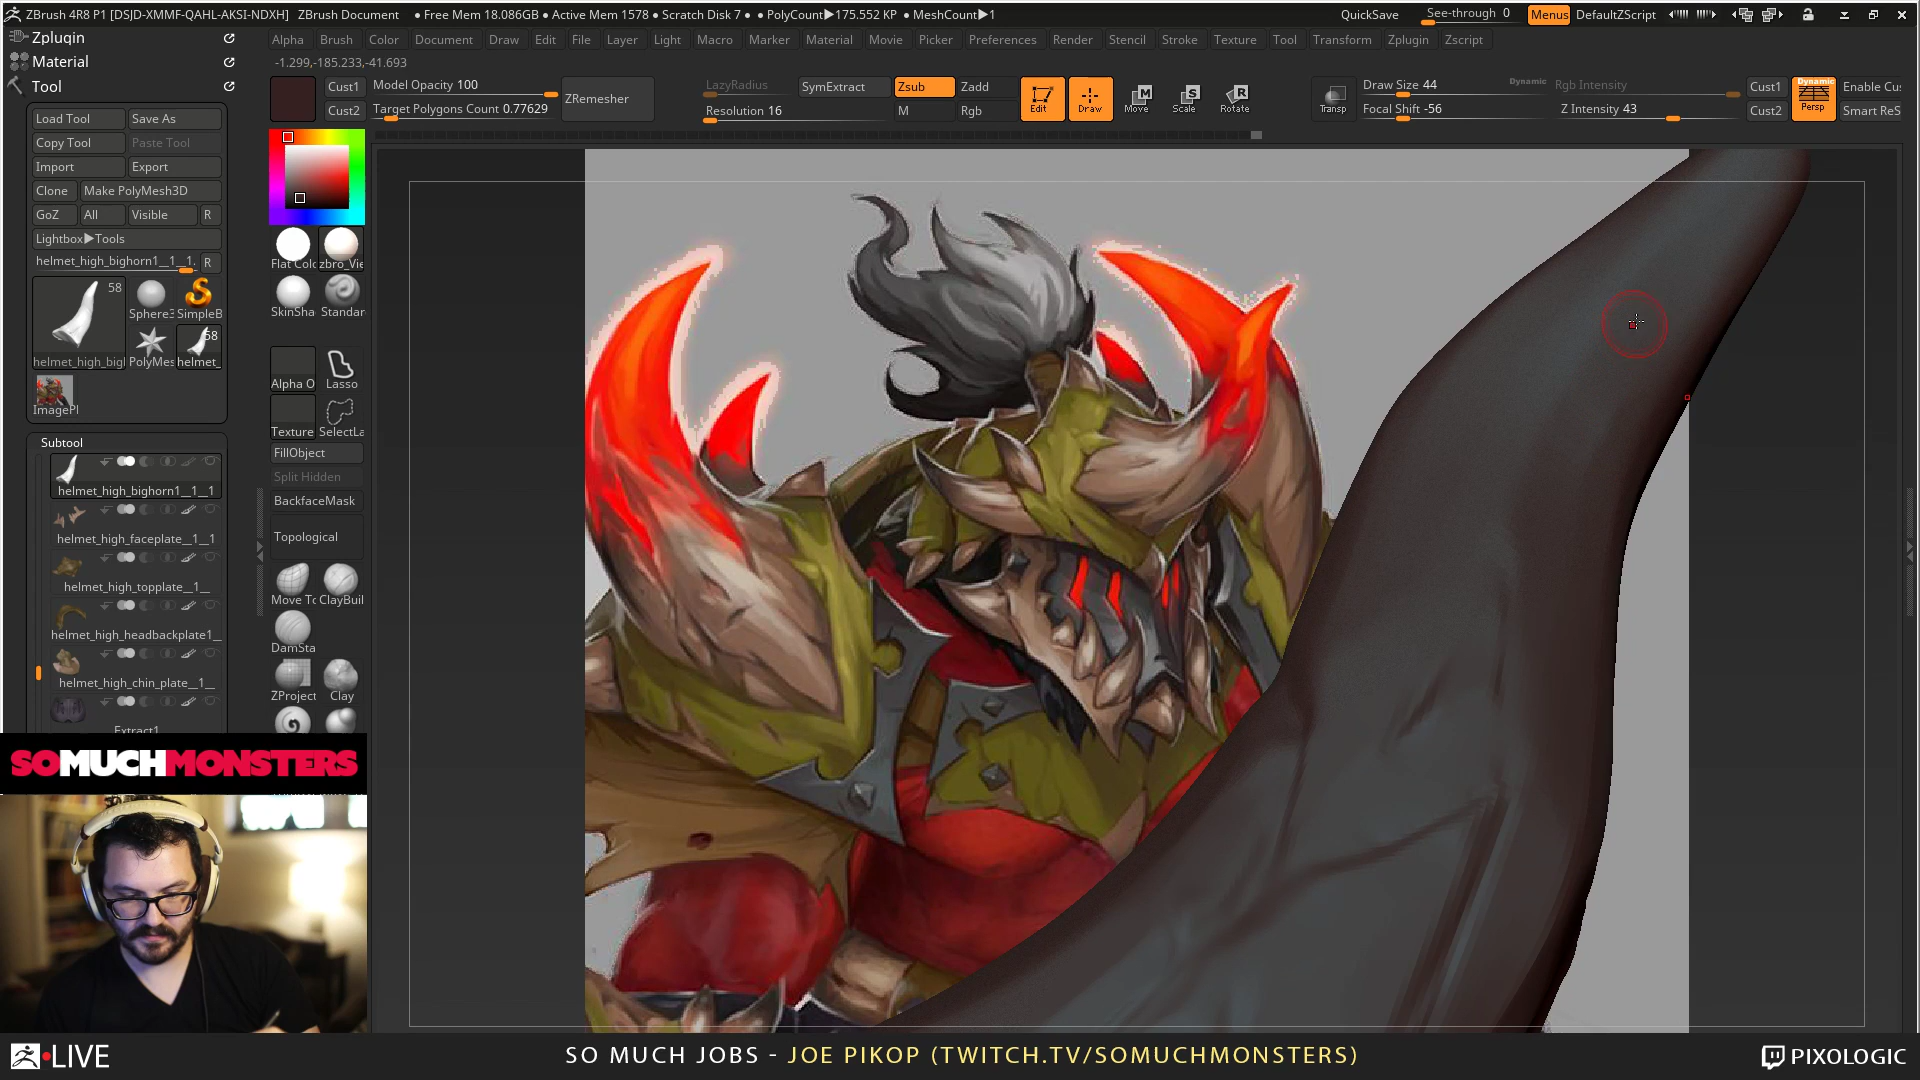 ZBrush 4R8 P1 [DSJD-XMMF-QAHL-AKSI-NDXH] ZBrush Document • Free Mem 18.086GB • Active Mem 1578 • Scratch Disk 7 • • PolyCount▶175.552 KP • MeshCount▶1 QuickSave See-through 0 Menus DefaultZScript
Zplugin
Alpha Brush Color Document Draw Edit File Layer Light Macro Marker Material Movie Picker Preferences Render Stencil Stroke Texture Tool Transform Zplugin Zscript
Material
-1.299,-185.233,-41.693
Tool
Cust1 Model Opacity 100 ZRemesher LazyRadius SymExtract Zsub Zadd Edit Draw Move Scale Rotate Transp Draw Size 44 Dynamic Rgb Intensity Cust1 Dynamic Persp Enable Cus
Cust2 Target Polygons Count 0.77629 Resolution 16 M Rgb Focal Shift -56 Z Intensity 43 Cust2 Smart ReS
Load Tool Save As
Copy Tool Paste Tool
Import Export
Clone Make PolyMesh3D
GoZ All Visible R
Lightbox▶Tools
helmet_high_bighorn1__1__1. R
58
Sphere3 SimpleB
58
helmet_high_bigl PolyMes helmet_
ImagePl
Flat Colo zbro_Vie
SkinSha Standar
Alpha O Lasso
Texture SelectLa
FillObject
Split Hidden
BackfaceMask
Topological
Move To ClayBuil
DamSta
ZProject Clay
Subtool
helmet_high_bighorn1__1__1
helmet_high_faceplate__1__1
helmet_high_topplate__1__
helmet_high_headbackplate1__
helmet_high_chin_plate__1__
Extract1
SOMUCHMONSTERS
LIVE
SO MUCH JOBS - JOE PIKOP (TWITCH.TV/SOMUCHMONSTERS)
PIXOLOGIC